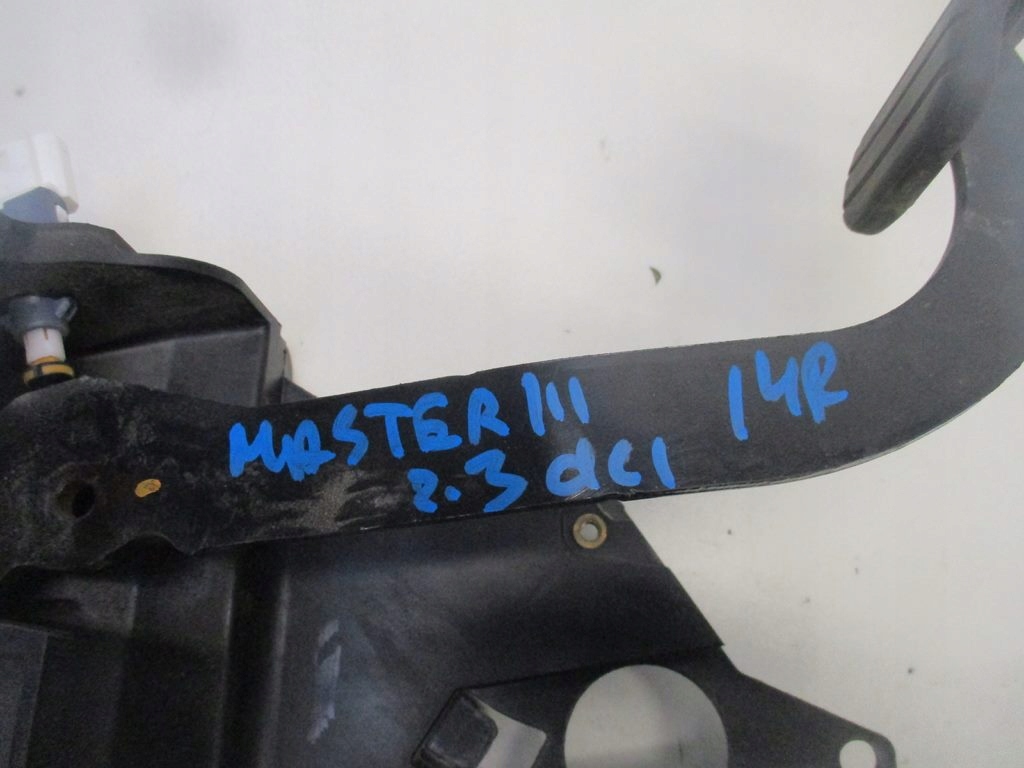 MASTER III 14R
2.3 dCI